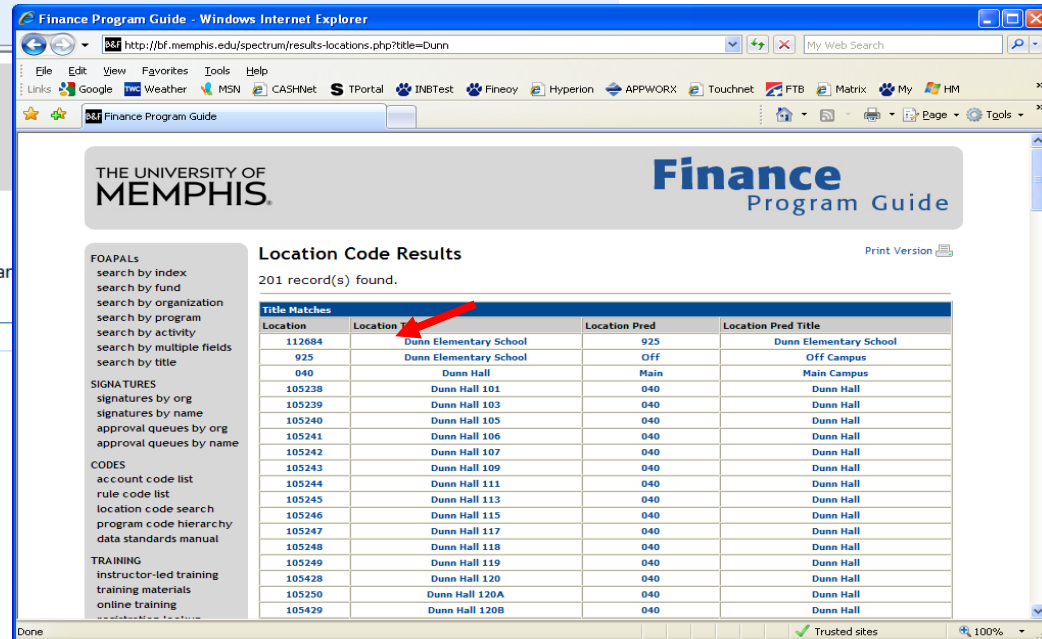 Finance Program Guide - Windows Internet Explorer
B&F http://bf.memphis.edu/spectrum/results-locations.php?title=Dunn My Web Search
File Edit View Favorites Tools Help
Links Google TWC Weather MSN CASHNet S TPortal INBTest Fineoy Hyperion APPWORX Touchnet FTB Matrix My HM »
B&F Finance Program Guide Page Tools »
THE UNIVERSITY OF
MEMPHIS.
Finance
Program Guide
ar
FOAPALs
search by index
search by fund
search by organization
search by program
search by activity
search by multiple fields
search by title
SIGNATURES
signatures by org
signatures by name
approval queues by org
approval queues by name
CODES
account code list
rule code list
location code search
program code hierarchy
data standards manual
TRAINING
instructor-led training
training materials
online training
Location Code Results
Print Version
201 record(s) found.
Title Matches
Location Location T Location Pred Location Pred Title
112684 Dunn Elementary School 925 Dunn Elementary School
925 Dunn Elementary School Off Off Campus
040 Dunn Hall Main Main Campus
105238 Dunn Hall 101 040 Dunn Hall
105239 Dunn Hall 103 040 Dunn Hall
105240 Dunn Hall 105 040 Dunn Hall
105241 Dunn Hall 106 040 Dunn Hall
105242 Dunn Hall 107 040 Dunn Hall
105243 Dunn Hall 109 040 Dunn Hall
105244 Dunn Hall 111 040 Dunn Hall
105245 Dunn Hall 113 040 Dunn Hall
105246 Dunn Hall 115 040 Dunn Hall
105247 Dunn Hall 117 040 Dunn Hall
105248 Dunn Hall 118 040 Dunn Hall
105249 Dunn Hall 119 040 Dunn Hall
105428 Dunn Hall 120 040 Dunn Hall
105250 Dunn Hall 120A 040 Dunn Hall
105429 Dunn Hall 120B 040 Dunn Hall
Done Trusted sites 100%